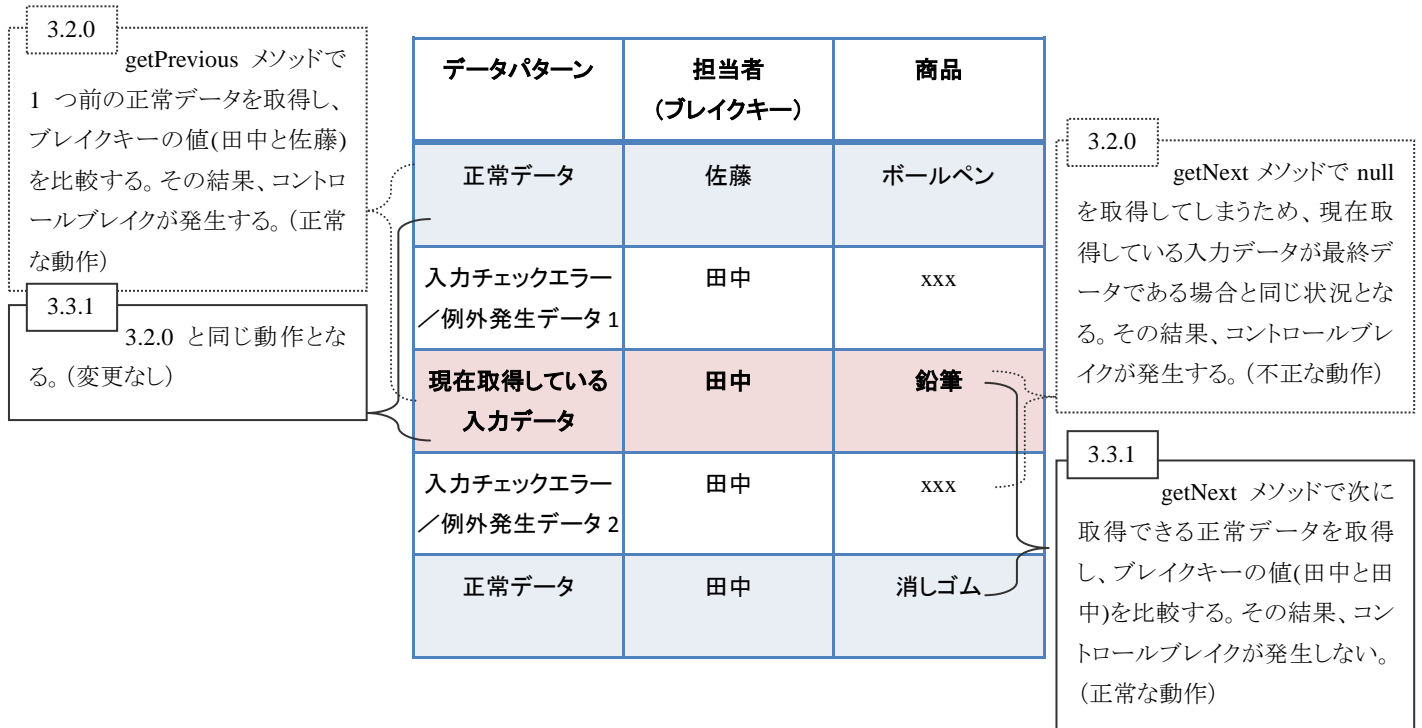 3.2.0
getPrevious メソッドで
1 つ前の正常データを取得し、
ブレイクキーの値(田中と佐藤)
を比較する。その結果、コントロ
ールブレイクが発生する。（正常
な動作）
3.3.1
3.2.0 と同じ動作とな
る。（変更なし）
データパターン 担当者 商品
（ブレイクキー）
正常データ 佐藤 ボールペン
入力チェックエラー 田中 xxx
／例外発生データ 1
現在取得している 田中 鉛筆
入力データ
入力チェックエラー 田中 xxx
／例外発生データ 2
正常データ 田中 消しゴム
3.2.0
getNext メソッドで null
を取得してしまうため、現在取
得している入力データが最終デ
ータである場合と同じ状況とな
る。その結果、コントロールブレ
イクが発生する。（不正な動作）
3.3.1
getNext メソッドで次に
取得できる正常データを取得
し、ブレイクキーの値(田中と田
中)を比較する。その結果、コン
トロールブレイクが発生しない。
（正常な動作）